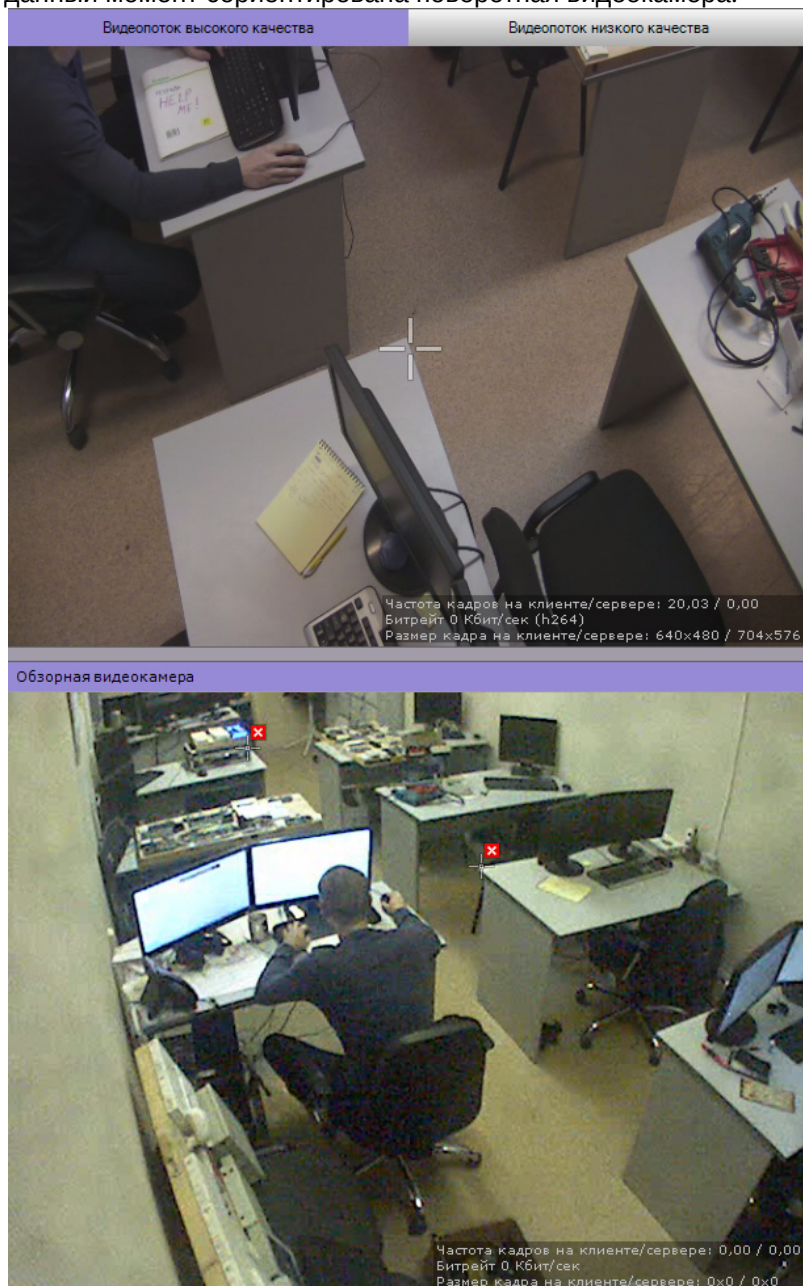 данный момент сориентирована поворотная видеокамера.
Видеопоток высокого качества
Видеопоток низкого качества
HELP
ME!
Частота кадров на клиенте/сервере: 20,03 / 0,00
Битрейт 0 Кбит/сек (h264)
Размер кадра на клиенте/сервере: 640x480 / 704x576
Обзорная видеокамера
Частота кадров на клиенте/сервере: 0,00 / 0,00
Битрейт 0 Кбит/сек
Размер кадра на клиенте/сервере: 0x0 / 0x0